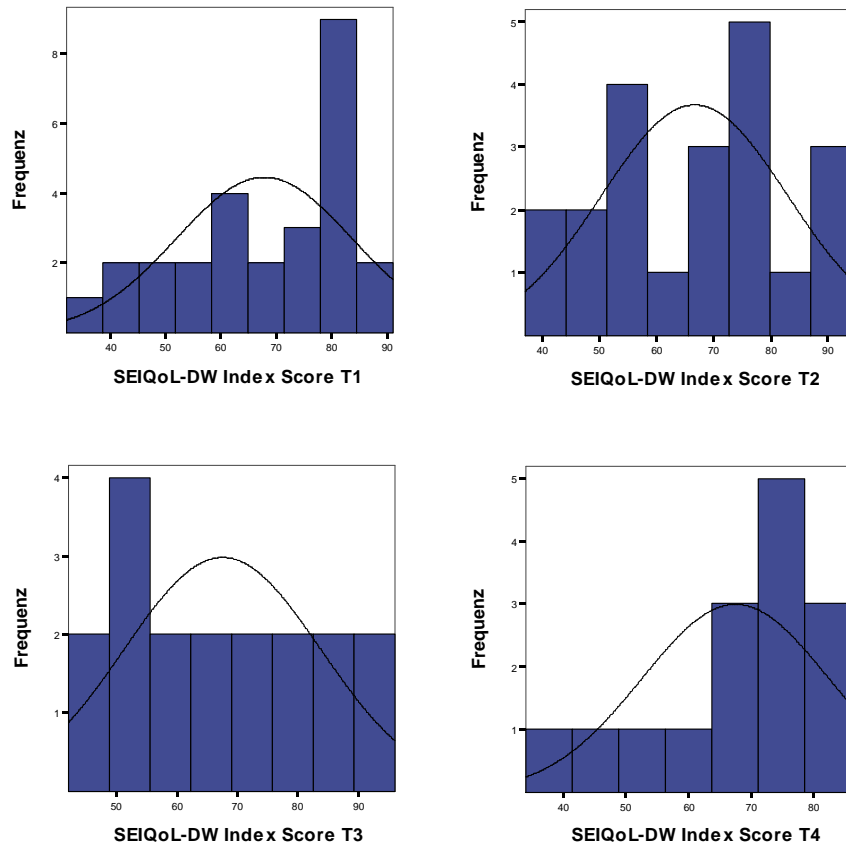 8
6
4
2
Frequenz
40 50 60 70 80 90
SEIQoL-DW Index Score T1
5
4
3
2
1
Frequenz
40 50 60 70 80 90
SEIQoL-DW Index Score T2
4
3
2
1
Frequenz
50 60 70 80 90
SEIQoL-DW Index Score T3
5
4
3
2
1
Frequenz
40 50 60 70 80
SEIQoL-DW Index Score T4